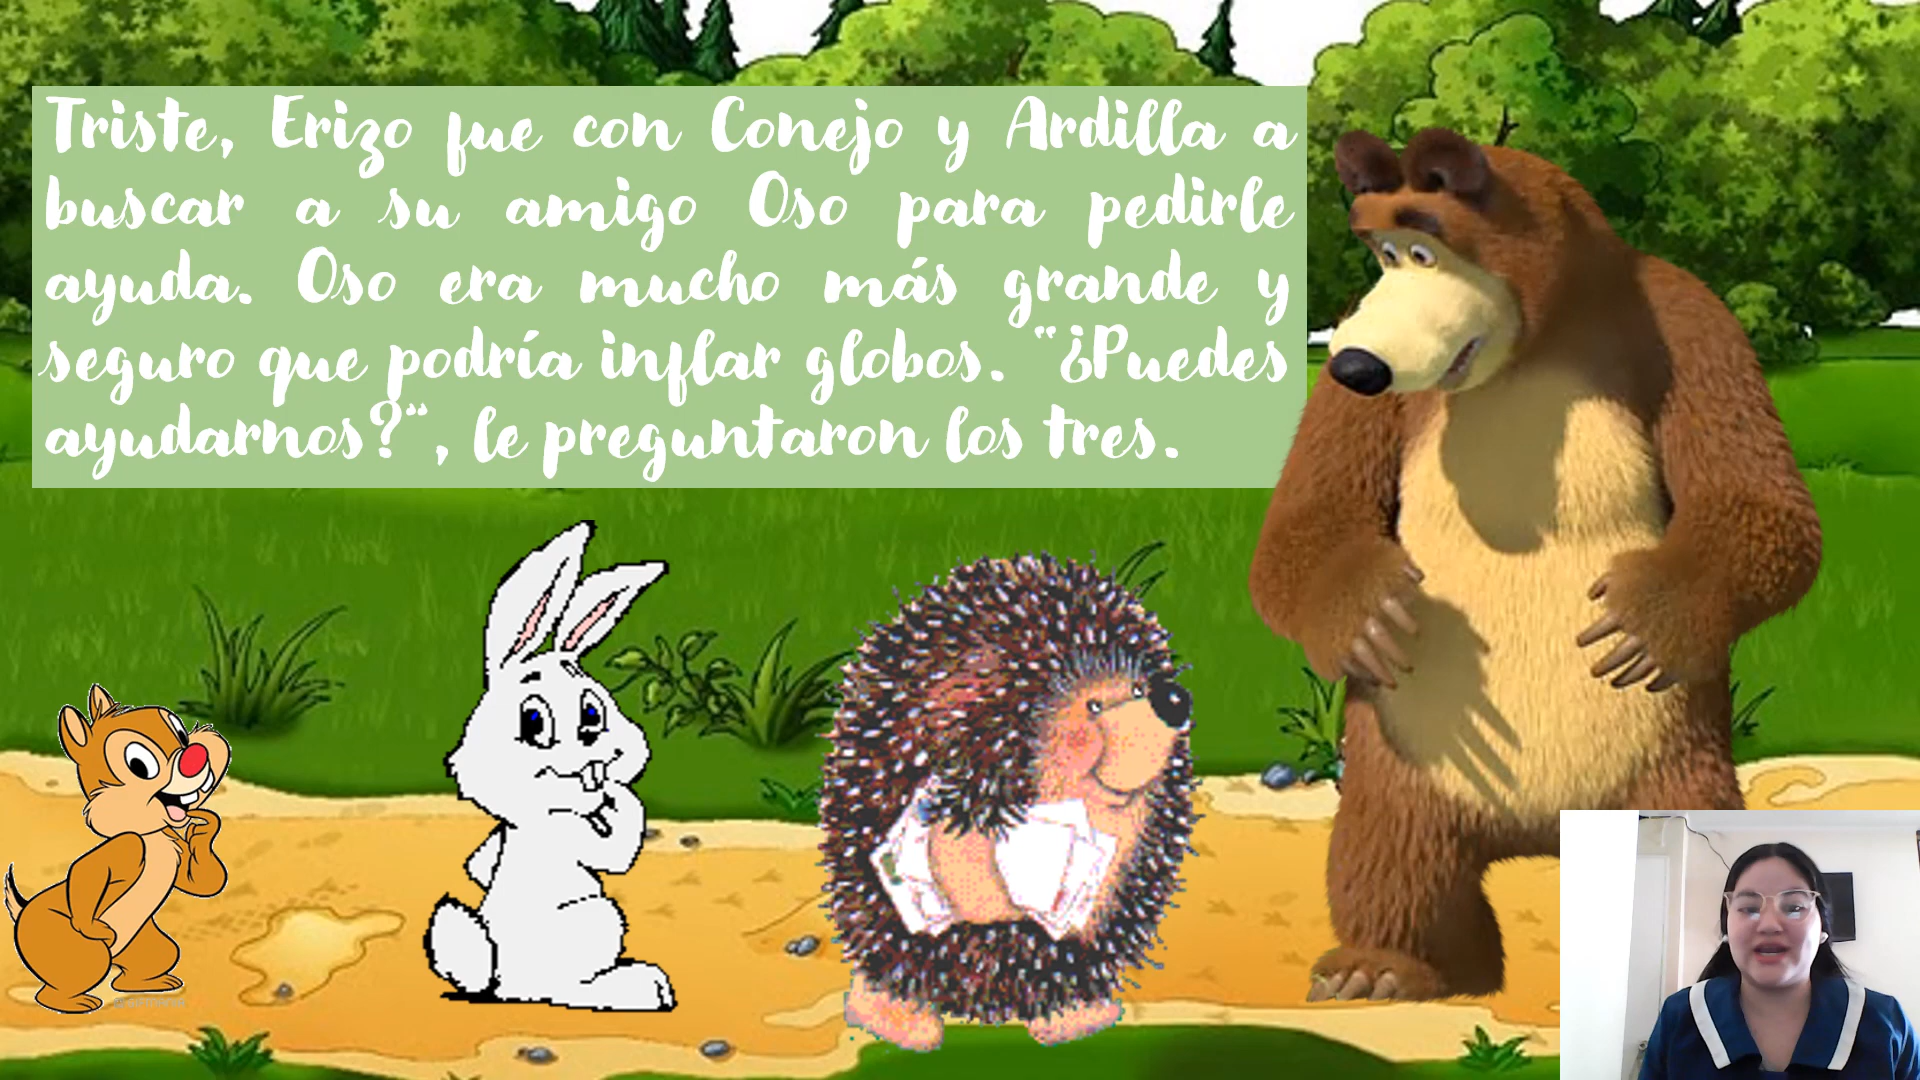 Triste, Erizo fue con Conejo y Ardilla a
buscar a su amigo Oso para pedirle
ayuda. Oso era mucho más grande y
seguro que podría inflar globos. "¿Puedes
ayudarnos?", le preguntaron los tres.